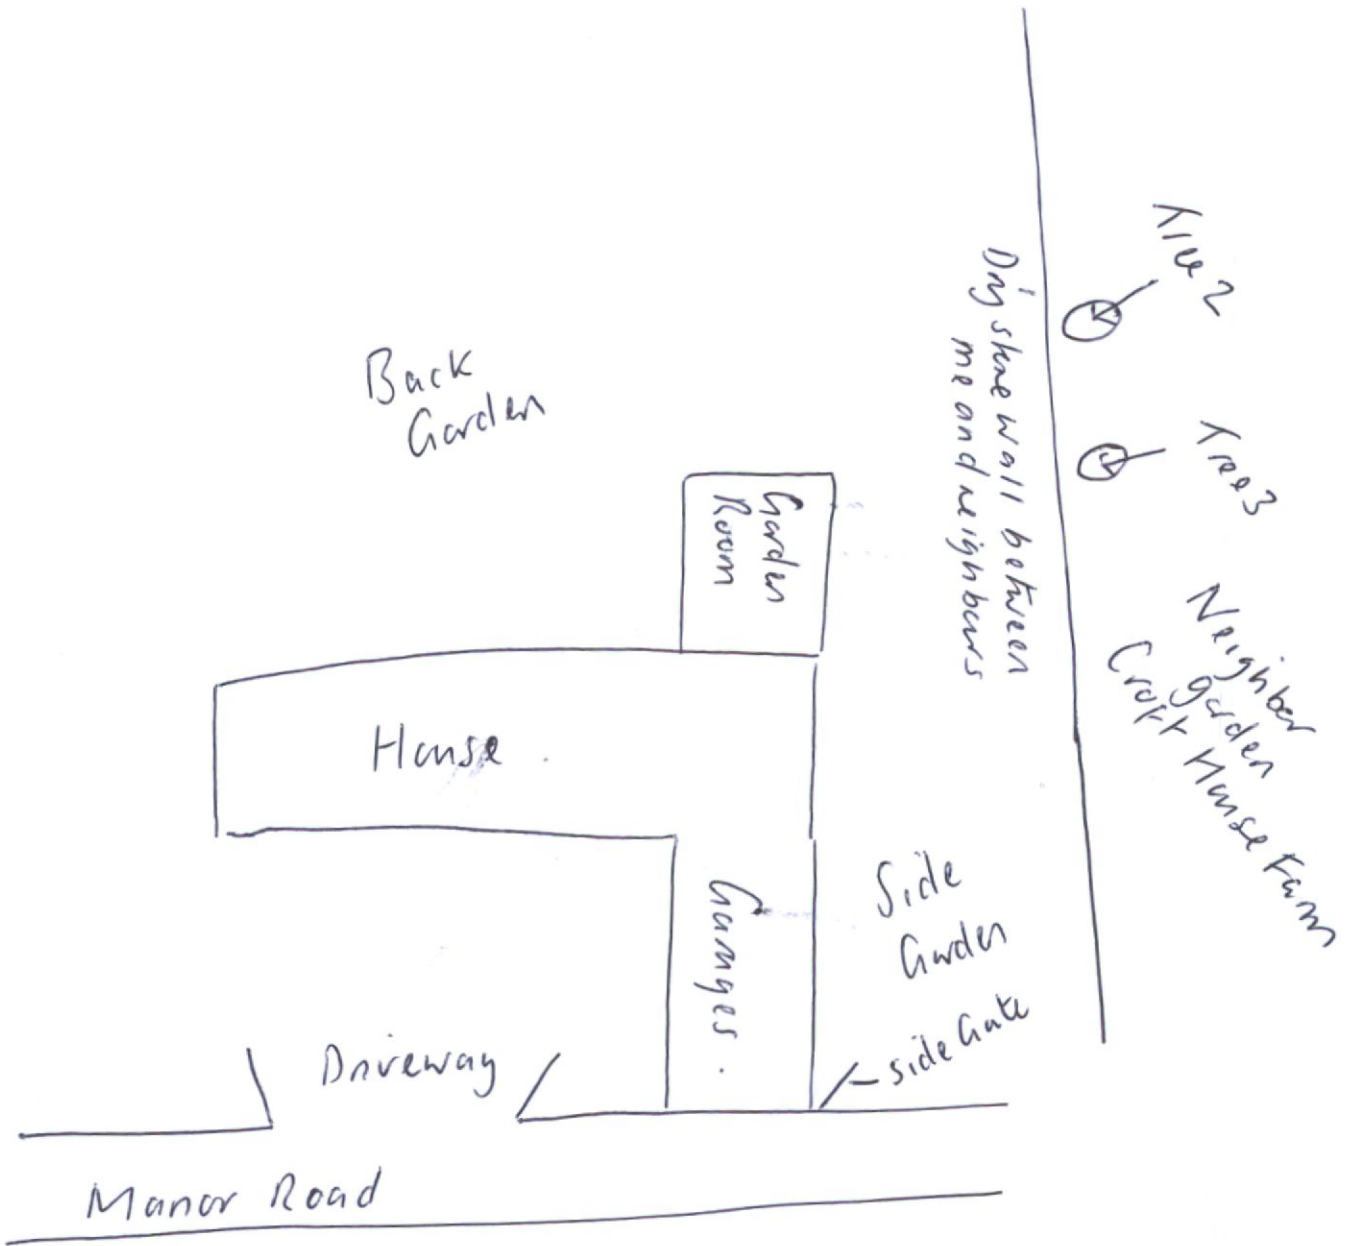 Tree 2
Dry stone wall between
me and neighbours
Back
Garden
Tree 3
Garden
Room
Neighbor
garden
Croft House Farm
House
Side
Garden
Garages
side Gate
Driveway
Manor Road